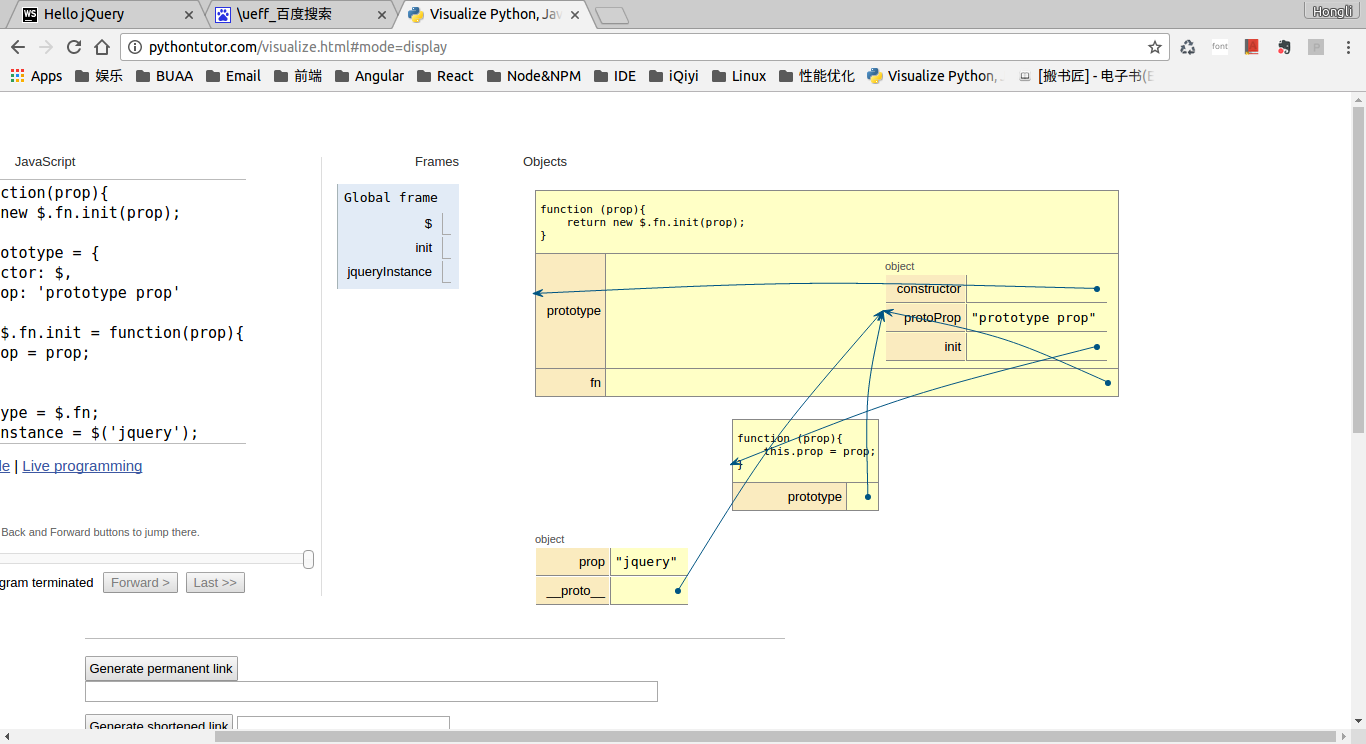 Hello jQuery
\ueff_百度搜索
Visualize Python, Jav
Hongli
pythontutor.com/visualize.html#mode=display
font
Apps 娱乐 BUAA Email 前端 Angular React Node&NPM IDE iQiyi Linux 性能优化 Visualize Python, [搬书匠] - 电子书(E
JavaScript
ction(prop){
new $.fn.init(prop);
ototype = {
ctor: $,
op: 'prototype prop'
$.fn.init = function(prop){
op = prop;
ype = $.fn;
nstance = $('jquery');
le | Live programming
Back and Forward buttons to jump there.
gram terminated
Forward >
Last >>
Frames
Global frame
$
init
jqueryInstance
Objects
function (prop){
return new $.fn.init(prop);
}
prototype
object
constructor
protoProp "prototype prop"
init
fn
function (prop){
this.prop = prop;
}
prototype
object
prop "jquery"
__proto__
Generate permanent link
Generate shortened link